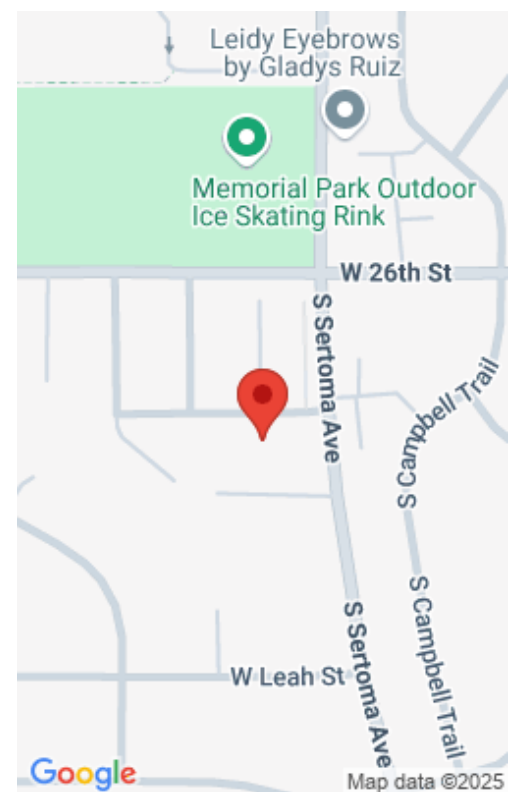 Leidy Eyebrows
by Gladys Ruiz
Memorial Park Outdoor
Ice Skating Rink
W 26th St
S Sertoma Ave
S Campbell Trail
S Campbell Trail
S Sertoma Ave
W Leah St
Google
Map data ©2025